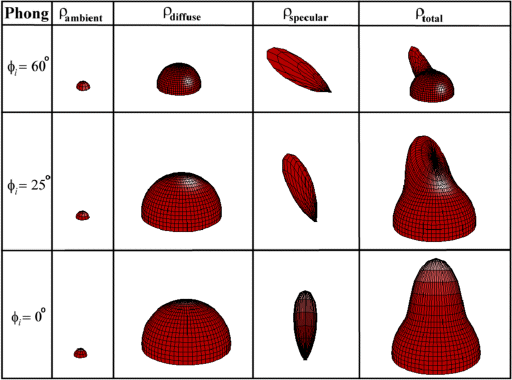 Phong ρambient ρdiffuse ρspecular ρtotal
ϕi = 60°
ϕi = 25°
ϕi = 0°